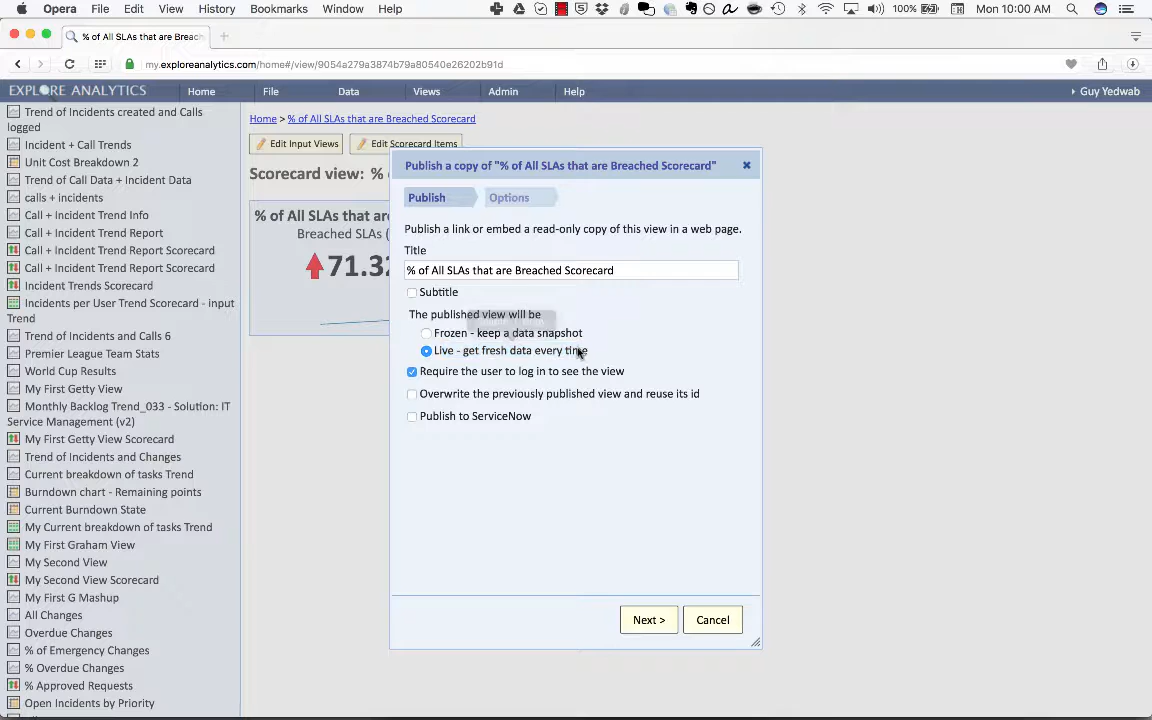 Opera File Edit View History Bookmarks Window Help 100% Mon 10:00 AM
% of All SLAs that are Breach
my.exploreanalytics.com/home#/view/9054a279a3874b79a80540e26202b91d
EXPLORE ANALYTICS Home File Data Views Admin Help Guy Yedwab
Trend of Incidents created and Calls
logged
Incident + Call Trends
Unit Cost Breakdown 2
Trend of Call Data + Incident Data
calls + incidents
Call + Incident Trend Info
Call + Incident Trend Report
Call + Incident Trend Report Scorecard
Call + Incident Trend Report Scorecard
Incident Trends Scorecard
Incidents per User Trend Scorecard - input
Trend
Trend of Incidents and Calls 6
Premier League Team Stats
World Cup Results
My First Getty View
Monthly Backlog Trend_033 - Solution: IT
Service Management (v2)
My First Getty View Scorecard
Trend of Incidents and Changes
Current breakdown of tasks Trend
Burndown chart - Remaining points
Current Burndown State
My Current breakdown of tasks Trend
My First Graham View
My Second View
My Second View Scorecard
My First G Mashup
All Changes
Overdue Changes
% of Emergency Changes
% Overdue Changes
% Approved Requests
Open Incidents by Priority
Home > % of All SLAs that are Breached Scorecard
Edit Input Views Edit Scorecard Items
Scorecard view: %
% of All SLAs that are
Breached SLAs (
71.32
Publish a copy of "% of All SLAs that are Breached Scorecard"
Publish Options
Publish a link or embed a read-only copy of this view in a web page.
Title
% of All SLAs that are Breached Scorecard
Subtitle
The published view will be
Frozen - keep a data snapshot
Live - get fresh data every time
Require the user to log in to see the view
Overwrite the previously published view and reuse its id
Publish to ServiceNow
Next > Cancel